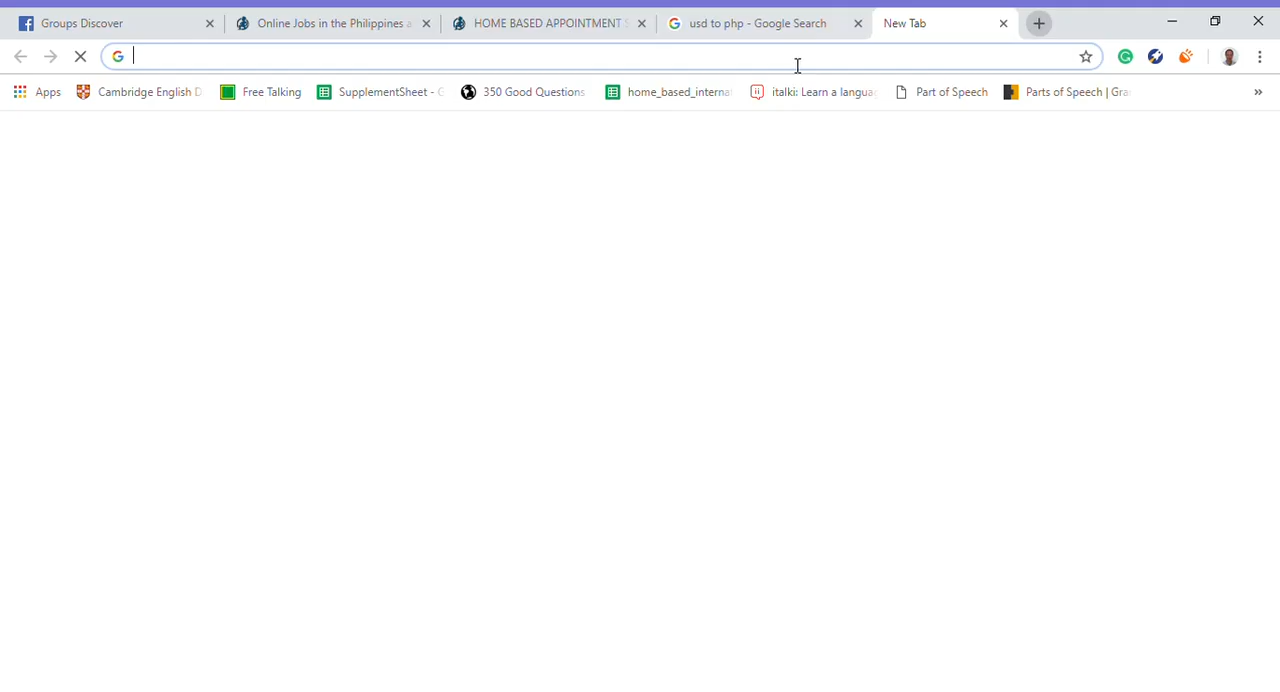 Groups Discover
Online Jobs in the Philippines a
HOME BASED APPOINTMENT S
usd to php - Google Search
New Tab
Apps
Cambridge English D
Free Talking
SupplementSheet - G
350 Good Questions
home_based_interna
italki: Learn a languag
Part of Speech
Parts of Speech | Gra